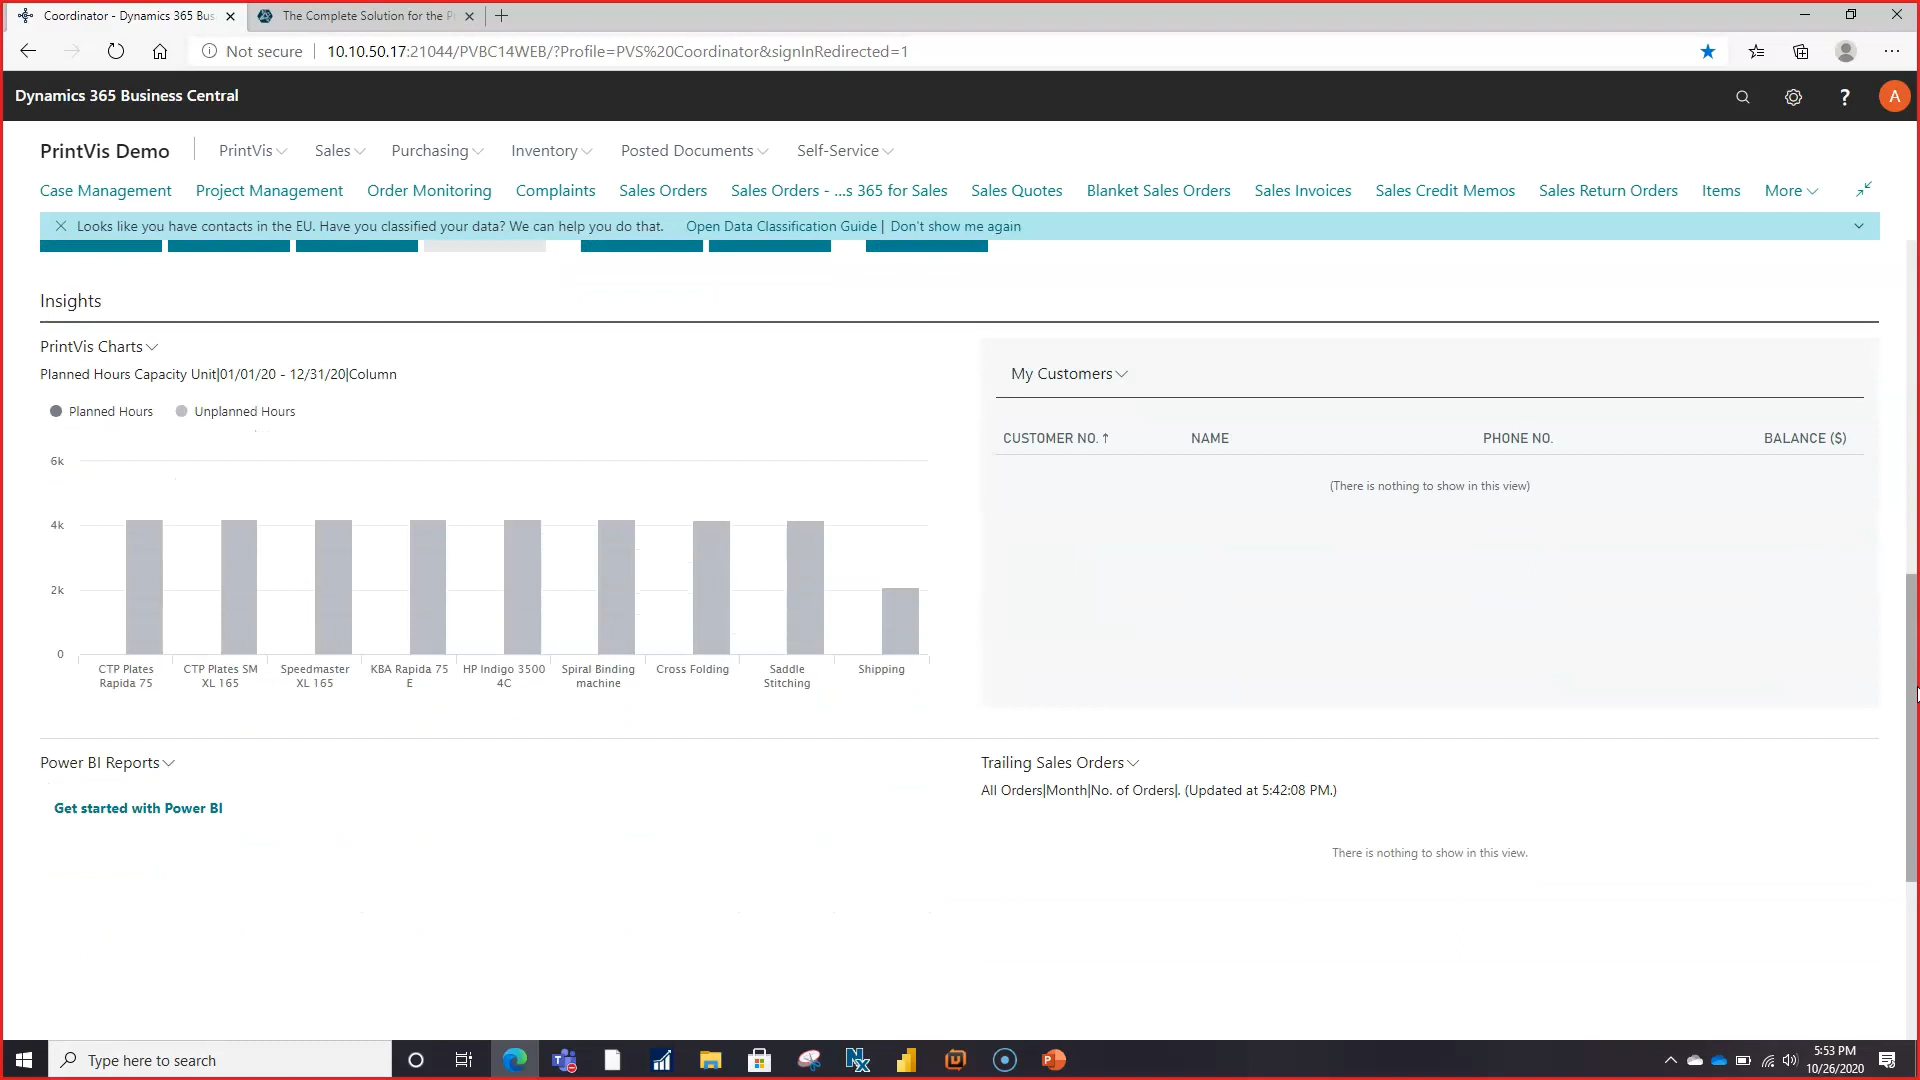 Coordinator - Dynamics 365 Bus
The Complete Solution for the P
Not secure
10.10.50.17:21044/PVBC14WEB/?Profile=PVS%20Coordinator&signInRedirected=1
Dynamics 365 Business Central
?
A
PrintVis Demo
PrintVis
Sales
Purchasing
Inventory
Posted Documents
Self-Service
Case Management
Project Management
Order Monitoring
Complaints
Sales Orders
Sales Orders - ...s 365 for Sales
Sales Quotes
Blanket Sales Orders
Sales Invoices
Sales Credit Memos
Sales Return Orders
Items
More
Looks like you have contacts in the EU. Have you classified your data? We can help you do that. Open Data Classification Guide | Don't show me again
Insights
PrintVis Charts
Planned Hours Capacity Unit|01/01/20 - 12/31/20|Column
Planned Hours
Unplanned Hours
6k
4k
2k
0
CTP Plates
Rapida 75
CTP Plates SM
XL 165
Speedmaster
XL 165
KBA Rapida 75
E
HP Indigo 3500
4C
Spiral Binding
machine
Cross Folding
Saddle
Stitching
Shipping
My Customers
CUSTOMER NO. ↑
NAME
PHONE NO.
BALANCE ($)
(There is nothing to show in this view)
Power BI Reports
Get started with Power BI
Trailing Sales Orders
All Orders|Month|No. of Orders|. (Updated at 5:42:08 PM.)
There is nothing to show in this view.
Type here to search
5:53 PM
10/26/2020